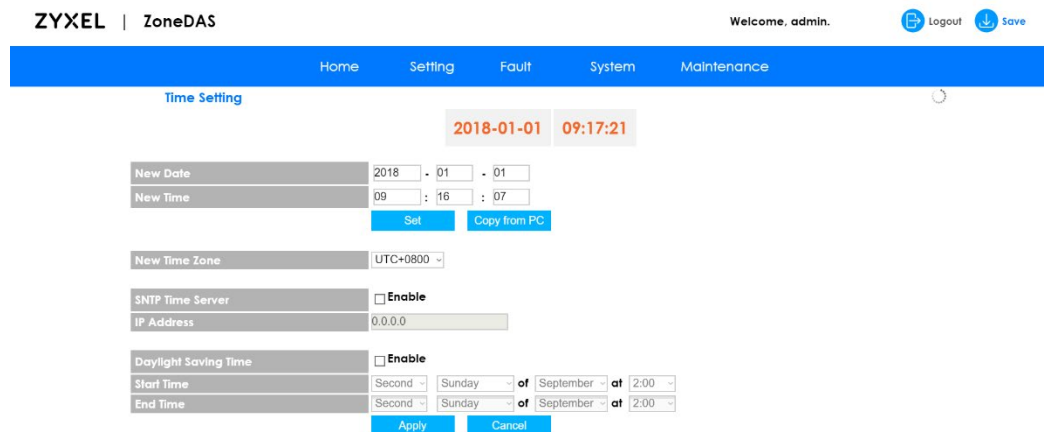 ZYXEL | ZoneDAS Welcome, admin. Logout Save
Home Setting Fault System Maintenance
Time Setting
2018-01-01 09:17:21
New Date 2018 - 01 - 01
New Time 09 : 16 : 07
Set Copy from PC
New Time Zone UTC+0800
SNTP Time Server Enable
IP Address 0.0.0.0
Daylight Saving Time Enable
Start Time Second Sunday of September at 2:00
End Time Second Sunday of September at 2:00
Apply Cancel